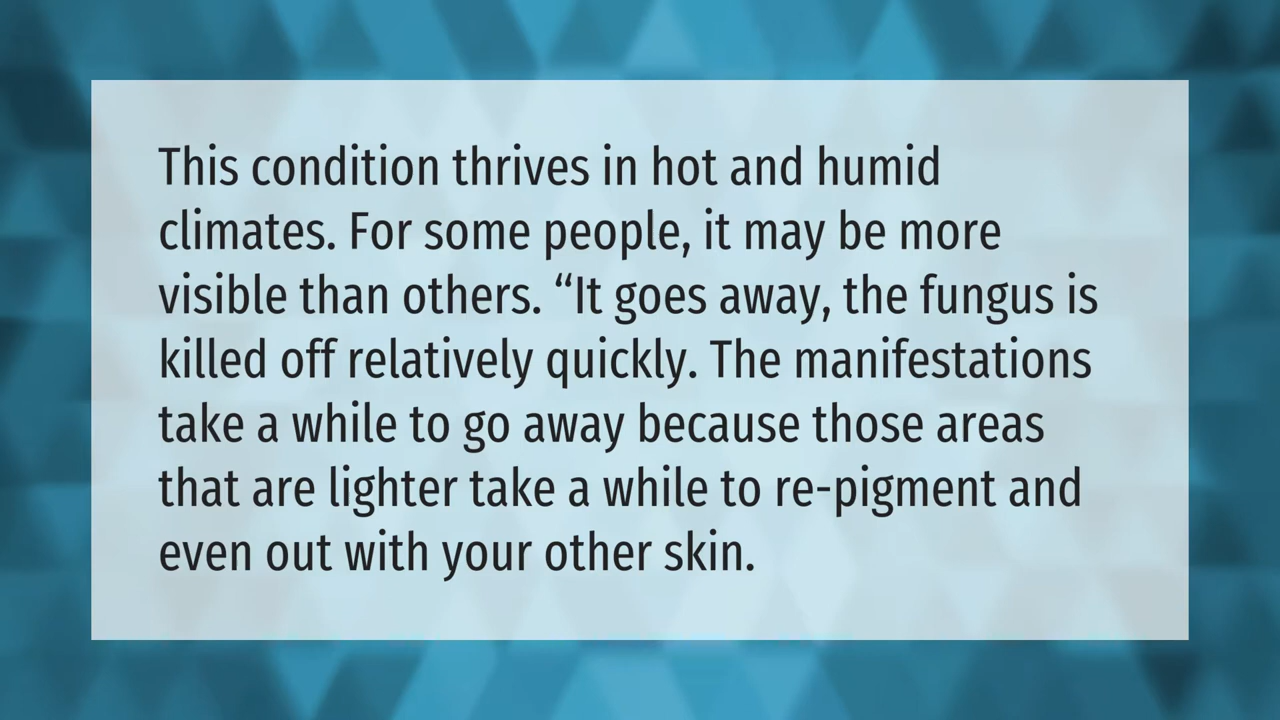 This condition thrives in hot and humid
climates. For some people, it may be more
visible than others. “It goes away, the fungus is
killed off relatively quickly. The manifestations
take a while to go away because those areas
that are lighter take a while to re-pigment and
even out with your other skin.